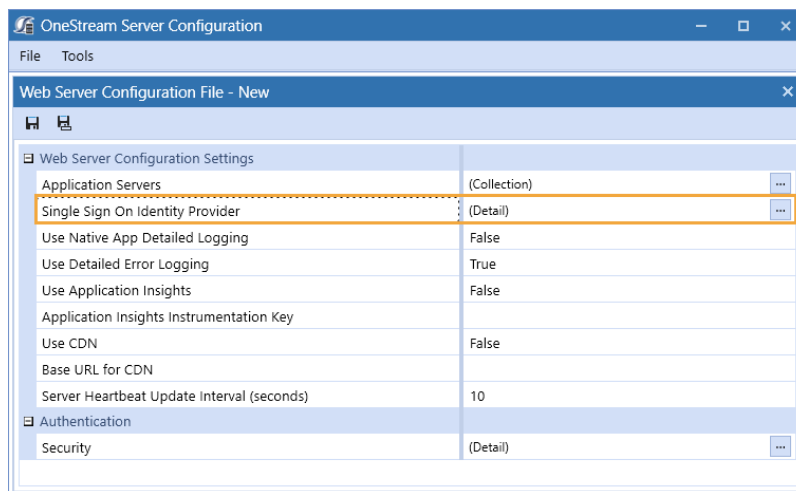 OneStream Server Configuration
File Tools
Web Server Configuration File - New
Web Server Configuration Settings
Application Servers (Collection) ...
Single Sign On Identity Provider (Detail) ...
Use Native App Detailed Logging False
Use Detailed Error Logging True
Use Application Insights False
Application Insights Instrumentation Key
Use CDN False
Base URL for CDN
Server Heartbeat Update Interval (seconds) 10
Authentication
Security (Detail) ...